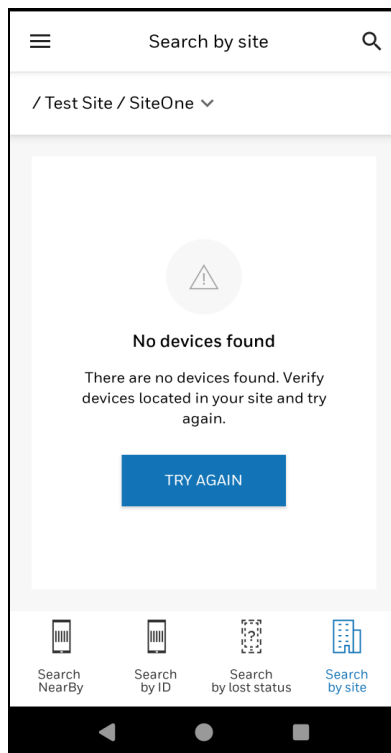 Search by site
/ Test Site / SiteOne
No devices found
There are no devices found. Verify
devices located in your site and try
again.
TRY AGAIN
Search
NearBy
Search
by ID
Search
by lost status
Search
by site